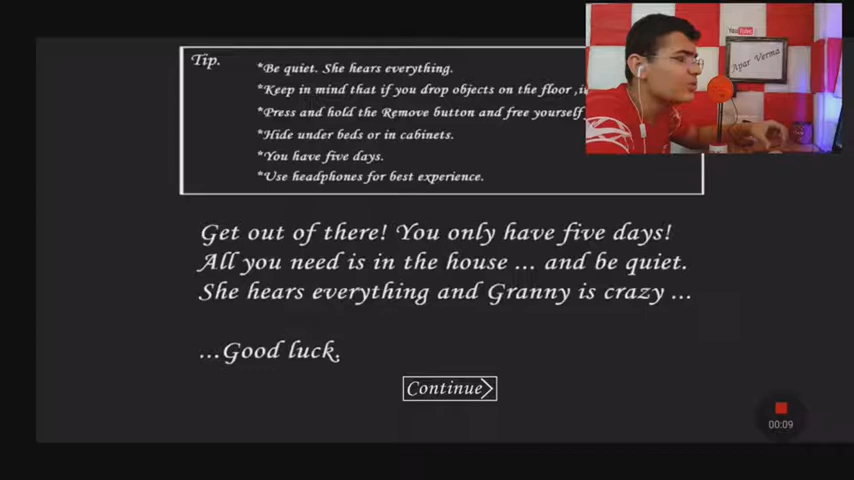 Tip.
*Be quiet. She hears everything.
*Keep in mind that if you drop objects on the floor ,
*Press and hold the Remove button and free yourself
*Hide under beds or in cabinets.
*You have five days.
*Use headphones for best experience.
Get out of there! You only have five days!
All you need is in the house ... and be quiet.
She hears everything and Granny is crazy ...
...Good luck.
Continue
00:09
YouTube
Apar Verma